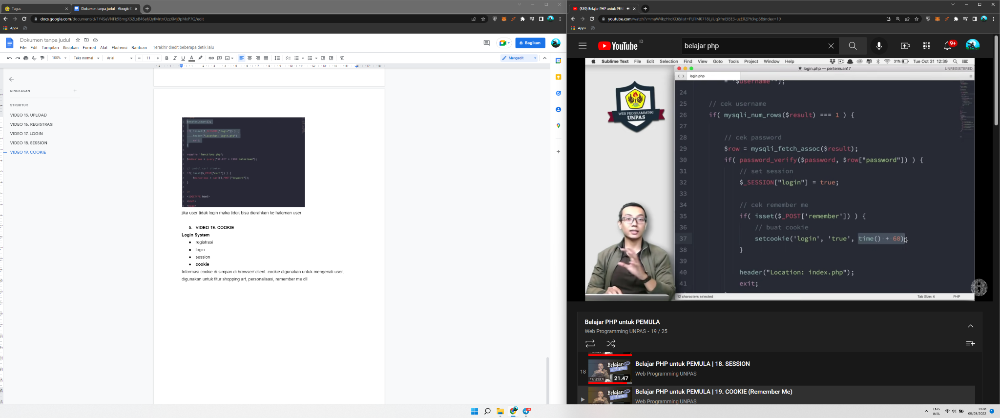 Tugas
Dokumen tanpa judul - Google D
docs.google.com/document/d/1Y4SeVNFk9BmgX32LsB46afjQyfMrtnOzzXMj9pMxP7Q/edit
Apps
Dokumen tanpa judul
File Edit Tampilan Sisipkan Format Alat Ekstensi Bantuan Terakhir diedit beberapa detik lalu
Bagikan
100% Teks normal Arial 11 Mengedit
RINGKASAN
STRUKTUR
VIDEO 15. UPLOAD
VIDEO 16. REGISTRASI
VIDEO 17. LOGIN
VIDEO 18. SESSION
VIDEO 19. COOKIE
session_start();
if( !isset($_SESSION["login"]) ) {
header("Location: login.php");
exit;
}
require 'functions.php';
$mahasiswa = query("SELECT * FROM mahasiswa");
// tombol cari ditekan
if( isset($_POST["cari"]) ) {
$mahasiswa = cari($_POST["keyword"]);
}
?>
<!DOCTYPE html>
<html>
<head>
jika user tidak login maka tidak bisa diarahkan ke halaman user
5. VIDEO 19. COOKIE
Login System
● registrasi
● login
● session
● cookie
Informasi cookie di simpan di browser/ client. cookie digunakan untuk mengenali user,
digunakan untuk fitur shopping art, personalisasi, remember me dll
(339) Belajar PHP untuk PEM
youtube.com/watch?v=maW4kzHrdKQ&list=PLFIM0718LjIUqXfmEIBE3-uzERZPh3vp6&index=19
Apps
YouTube ID
belajar php
9+
Sublime Text File Edit Selection Find View Goto Tools Project Window Help
31% Tue Oct 31 12:39
login.php — pertemuan17
UNREGISTERED
login.php
WEB PROGRAMMING
UNPAS
= '$username'");
24
25 // cek username
26 if( mysqli_num_rows($result) === 1 ) {
27
28 // cek password
29 $row = mysqli_fetch_assoc($result);
30 if( password_verify($password, $row["password"]) ) {
31 // set session
32 $_SESSION["login"] = true;
33
34 // cek remember me
35 if( isset($_POST['remember']) ) {
36 // buat cookie
37 setcookie('login', 'true', time() + 60);
38 }
39
40 header("Location: index.php");
41 exit;
12 characters selected
Tab Size: 4
PHP
Belajar PHP untuk PEMULA
Web Programming UNPAS - 19 / 25
18
Belajar php
#18 SESSION
21.47
Belajar PHP untuk PEMULA | 18. SESSION
Web Programming UNPAS
Belajar php
Belajar PHP untuk PEMULA | 19. COOKIE (Remember Me)
Web Programming UNPAS
ENG
INTL
19:58
09/05/2022
1